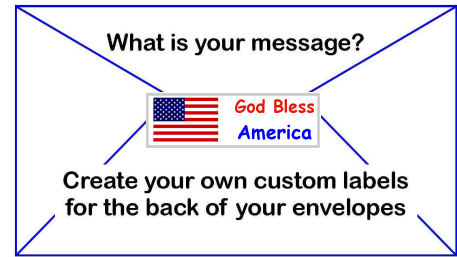 What is your message?
God Bless
America
Create your own custom labels
for the back of your envelopes